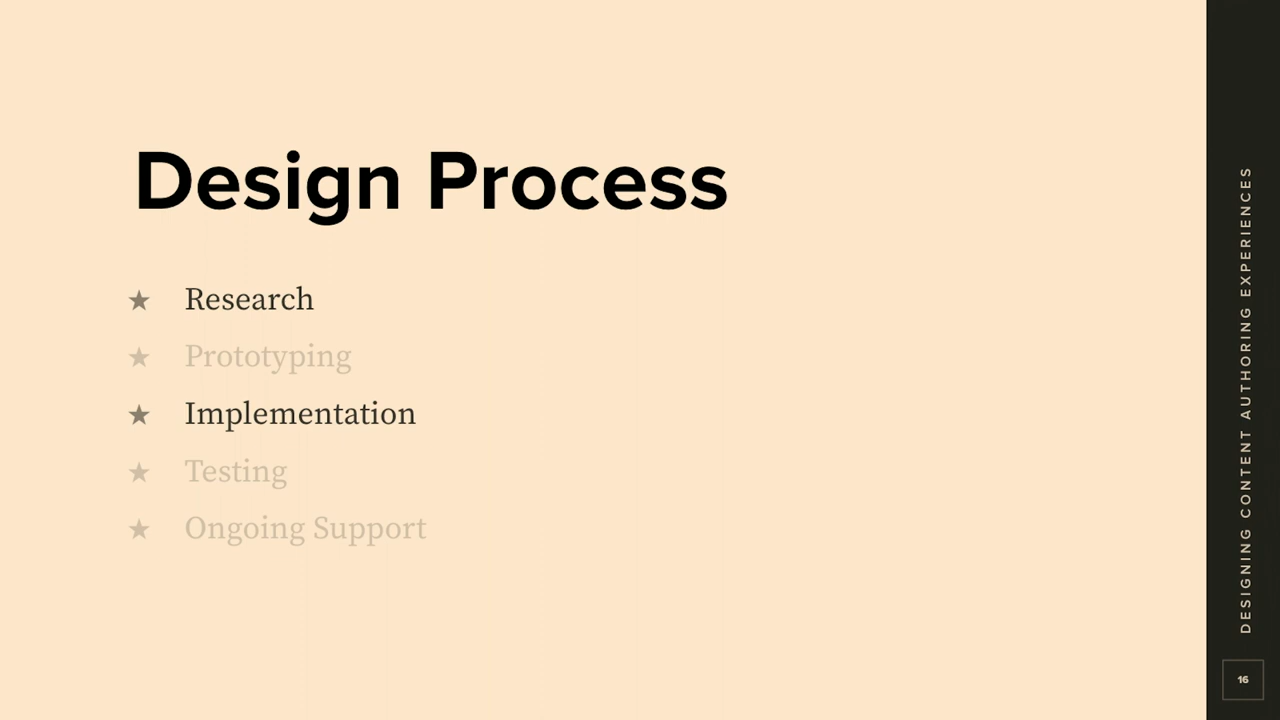 Design Process
★ Research
★ Prototyping
★ Implementation
★ Testing
★ Ongoing Support
DESIGNING CONTENT AUTHORING EXPERIENCES
16